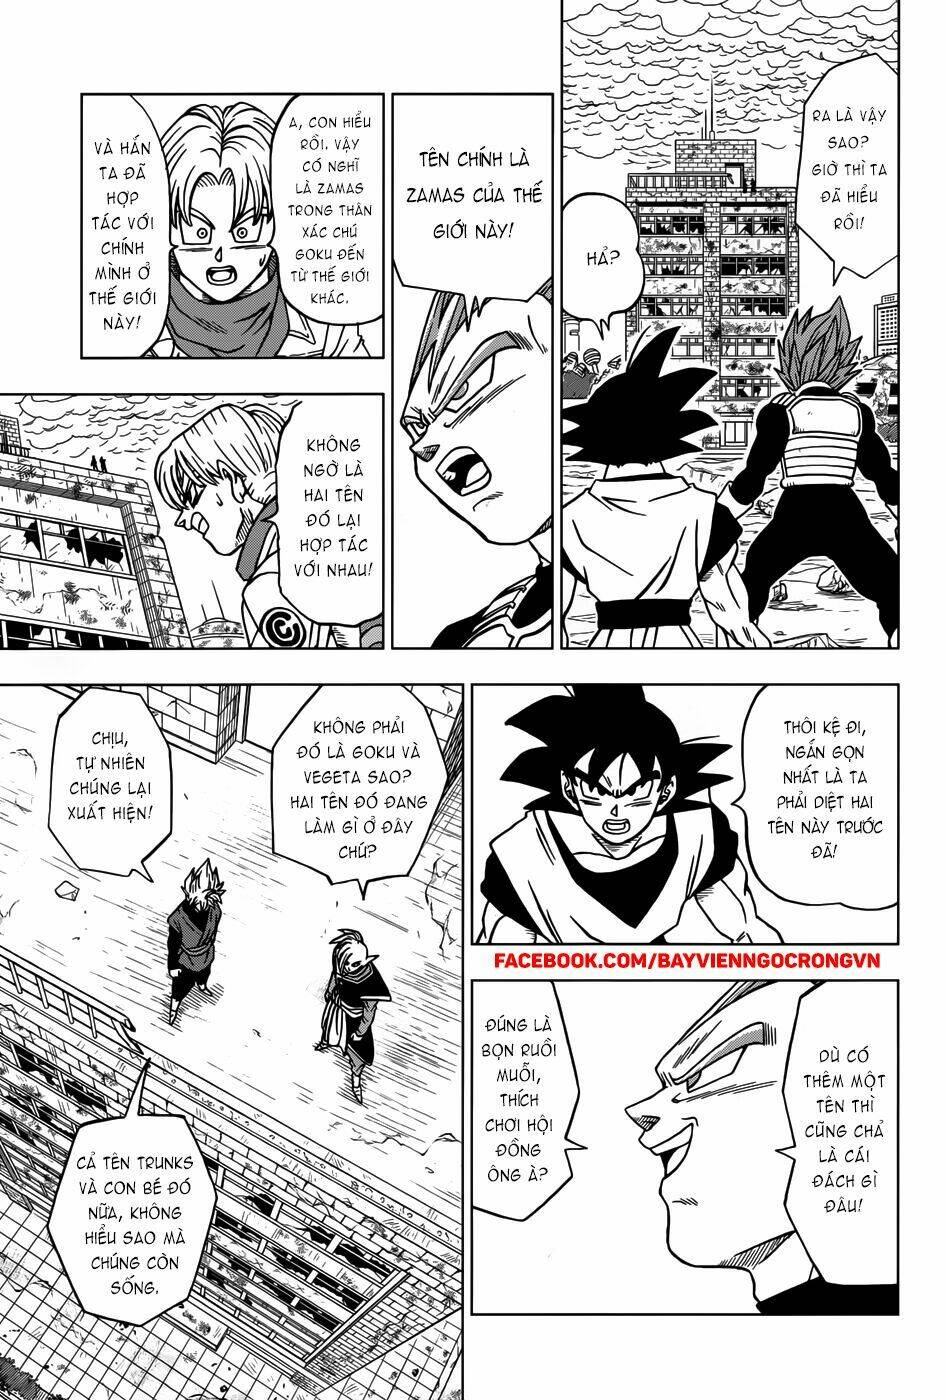 RA LÀ VẬY
SAO?
GIỜ THÌ TA
ĐÃ HIỂU
RỒI!
HẢ?
TÊN CHÍNH LÀ
ZAMAS CỦA THẾ
GIỚI NÀY!
A, CON HIỂU
RỒI. VẬY
CÓ NGHĨ
LÀ ZAMAS
TRONG THÂN
XÁC CHÚ
GOKU ĐẾN
TỪ THẾ GIỚI
KHÁC.
VÀ HẮN
TA ĐÃ
HỢP
TÁC VỚI
CHÍNH
MÌNH Ở
THẾ GIỚI
NÀY!
KHÔNG
NGỜ LÀ
HAI TÊN
ĐÓ LẠI
HỢP TÁC
VỚI NHAU!
THÔI KỆ ĐI,
NGẮN GỌN
NHẤT LÀ TA
PHẢI DIỆT HAI
TÊN NÀY TRƯỚC
ĐÃ!
KHÔNG PHẢI
ĐÓ LÀ GOKU VÀ
VEGETA SAO?
HAI TÊN ĐÓ ĐANG
LÀM GÌ Ở ĐÂY
CHỨ?
CHỊU,
TỰ NHIÊN
CHÚNG LẠI
XUẤT HIỆN!
FACEBOOK.COM/BAYVIENNGOCRONGVN
DÙ CÓ
THÊM MỘT
TÊN THÌ
CŨNG CHẢ
LÀ CÁI
ĐÁCH GÌ
ĐÂU!
ĐÚNG LÀ
BỌN RUỒI
MUỖI,
THÍCH
CHƠI HỘI
ĐỒNG
ÔNG À?
CẢ TÊN TRUNKS
VÀ CON BÉ ĐÓ
NỮA, KHÔNG
HIỂU SAO MÀ
CHÚNG CÒN
SỐNG.